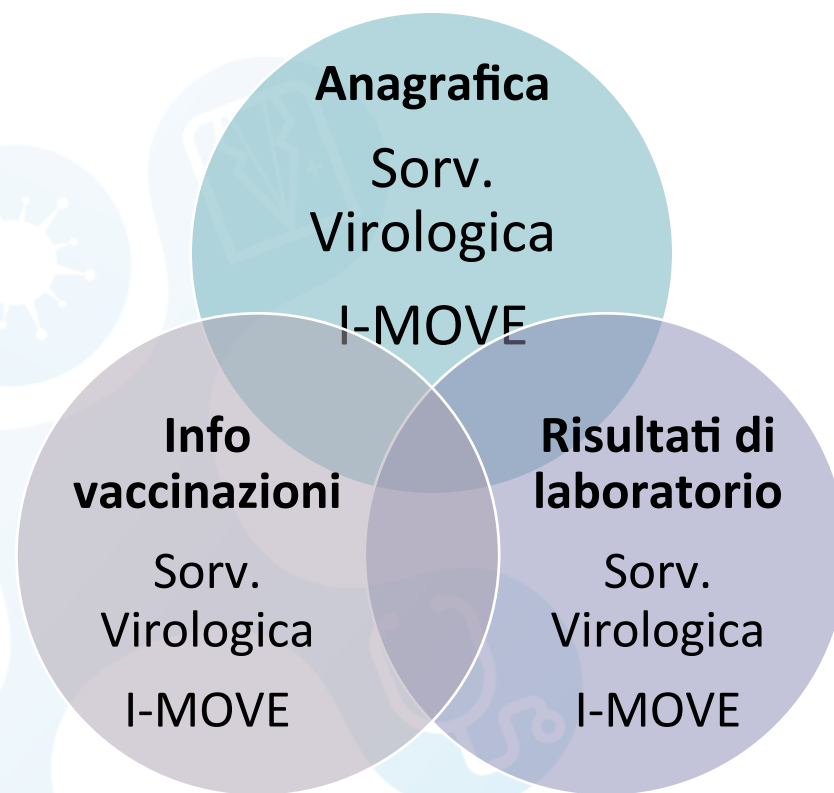 Anagrafica
Sorv.
Virologica
I-MOVE
Info
vaccinazioni
Sorv.
Virologica
I-MOVE
Risultati di
laboratorio
Sorv.
Virologica
I-MOVE